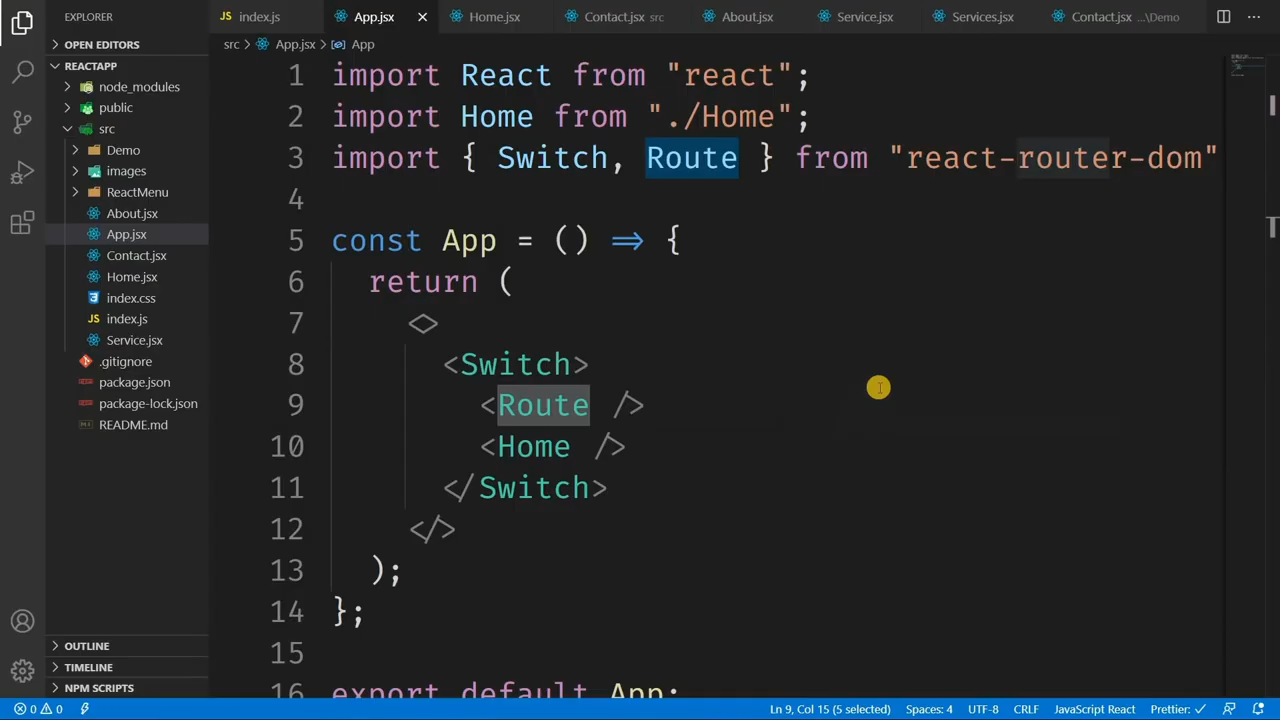 EXPLORER
OPEN EDITORS
REACTAPP
node_modules
public
src
Demo
images
ReactMenu
About.jsx
App.jsx
Contact.jsx
Home.jsx
index.css
JS index.js
Service.jsx
.gitignore
package.json
package-lock.json
README.md
OUTLINE
TIMELINE
NPM SCRIPTS
JS index.js App.jsx Home.jsx Contact.jsx src About.jsx Service.jsx Services.jsx Contact.jsx ...\Demo
src > App.jsx > App
1 import React from "react";
2 import Home from "./Home";
3 import { Switch, Route } from "react-router-dom"
4
5 const App = () => {
6 return (
7 <>
8 <Switch>
9 <Route />
10 <Home />
11 </Switch>
12 </>
13 );
14 };
15
16 export default App;
0 0 Ln 9, Col 15 (5 selected) Spaces: 4 UTF-8 CRLF JavaScript React Prettier: ✓